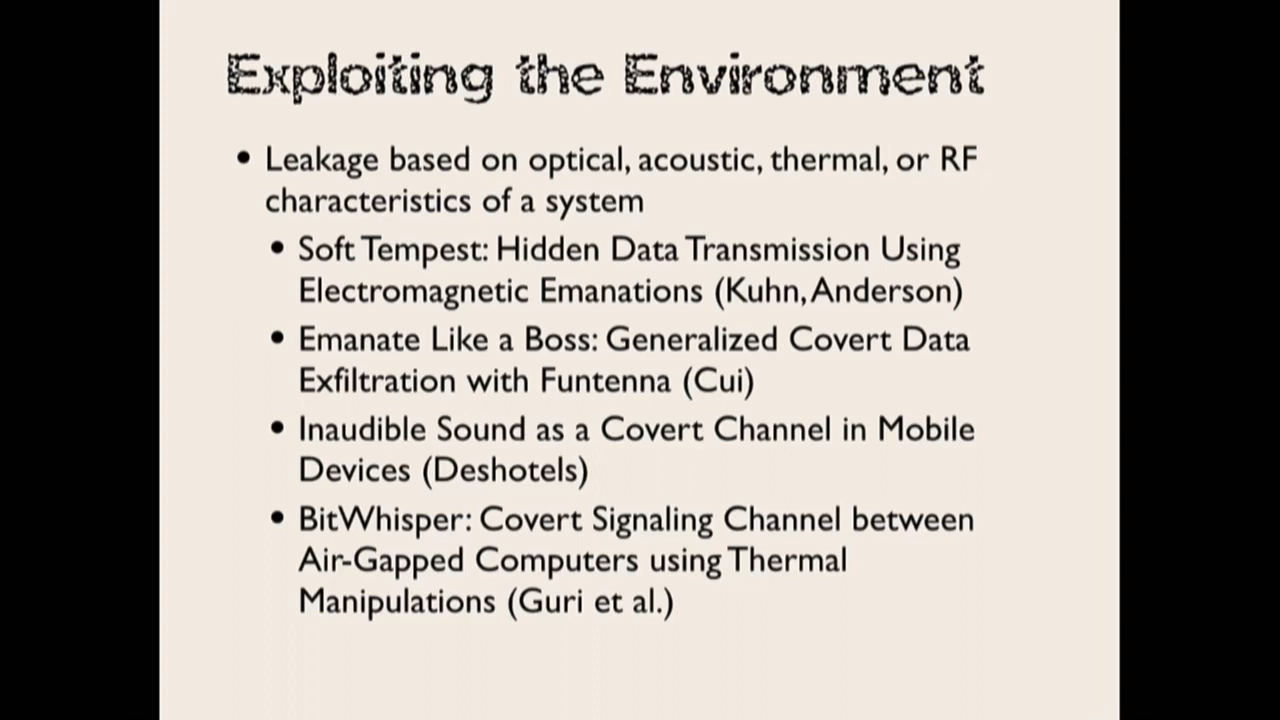 Exploiting the Environment
• Leakage based on optical, acoustic, thermal, or RF
characteristics of a system
• Soft Tempest: Hidden Data Transmission Using
Electromagnetic Emanations (Kuhn, Anderson)
• Emanate Like a Boss: Generalized Covert Data
Exfiltration with Funtenna (Cui)
• Inaudible Sound as a Covert Channel in Mobile
Devices (Deshotels)
• BitWhisper: Covert Signaling Channel between
Air-Gapped Computers using Thermal
Manipulations (Guri et al.)